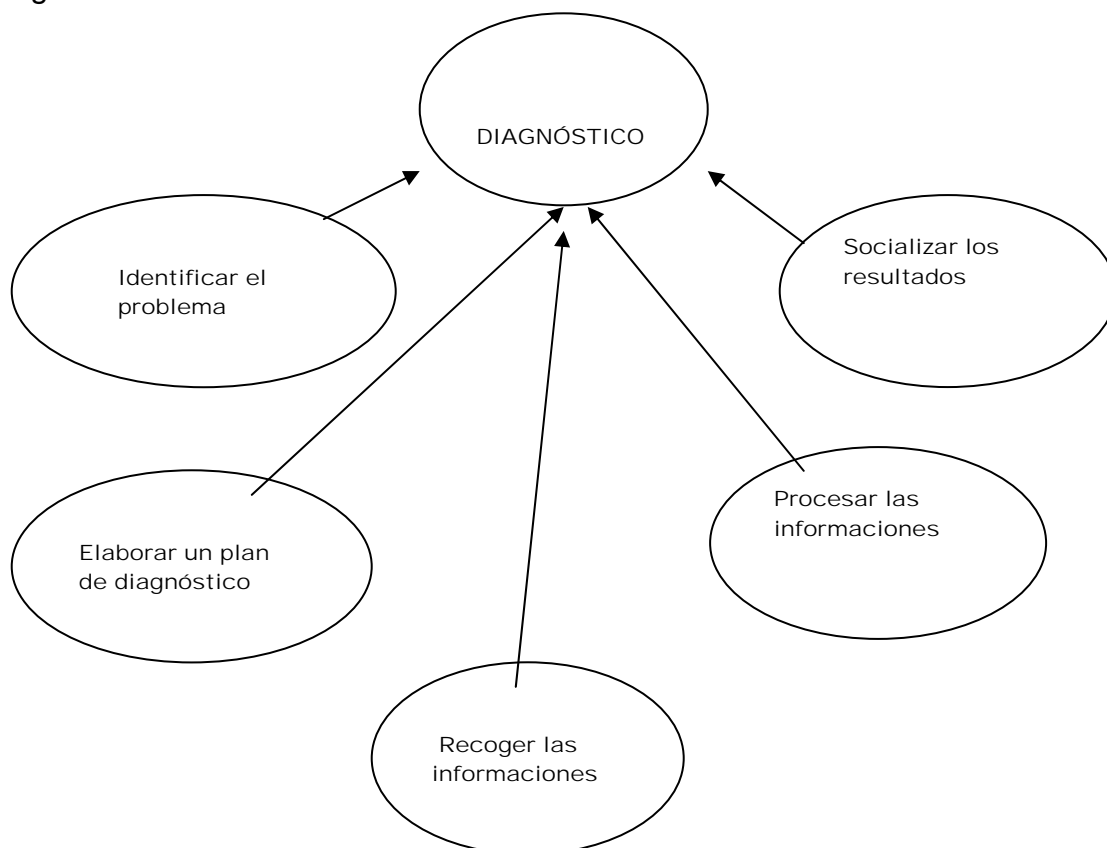 DIAGNÓSTICO
Identificar el
problema
Socializar los
resultados
Elaborar un plan
de diagnóstico
Procesar las
informaciones
Recoger las
informaciones